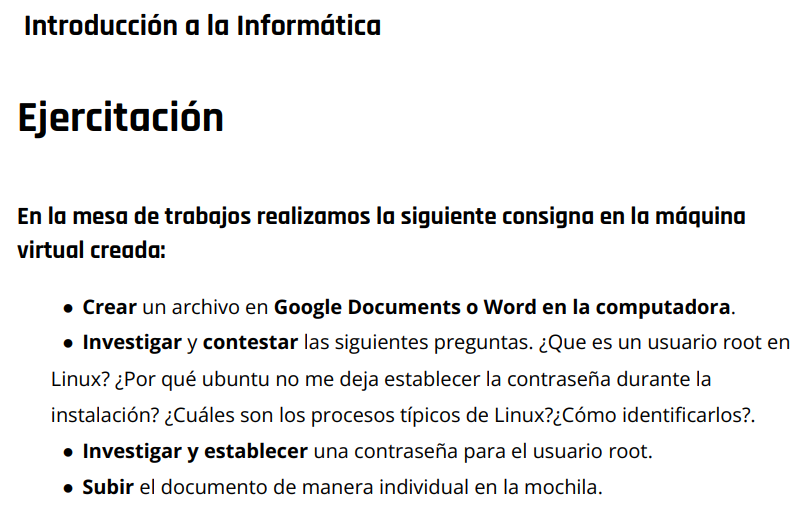 Introducción a la Informática
Ejercitación
En la mesa de trabajos realizamos la siguiente consigna en la máquina
virtual creada:
● Crear un archivo en Google Documents o Word en la computadora.
● Investigar y contestar las siguientes preguntas. ¿Que es un usuario root en
Linux? ¿Por qué ubuntu no me deja establecer la contraseña durante la
instalación? ¿Cuáles son los procesos típicos de Linux?¿Cómo identificarlos?.
● Investigar y establecer una contraseña para el usuario root.
● Subir el documento de manera individual en la mochila.